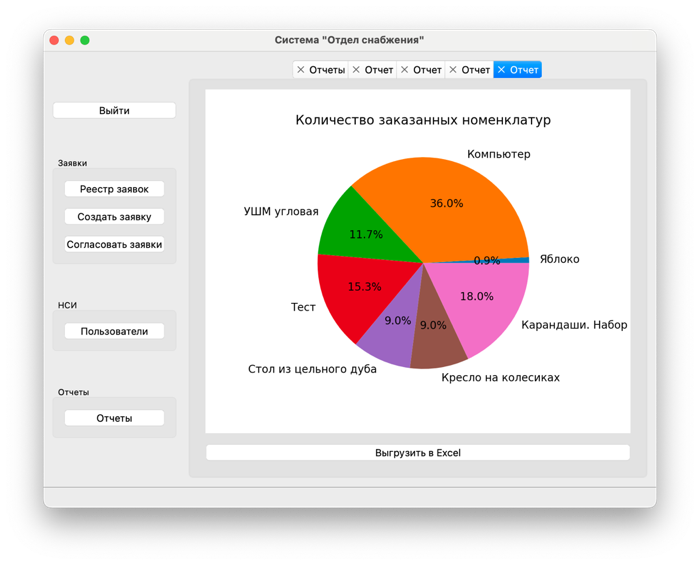 Система "Отдел снабжения"
Отчеты
Отчет
Отчет
Отчет
Отчет
Выйти
Заявки
Реестр заявок
Создать заявку
Согласовать заявки
НСИ
Пользователи
Отчеты
Отчеты
Количество заказанных номенклатур
Компьютер
36.0%
УШМ угловая
11.7%
Яблоко
0.9%
Тест
15.3%
18.0%
Карандаши. Набор
9.0%
9.0%
Стол из цельного дуба
Кресло на колесиках
Выгрузить в Excel